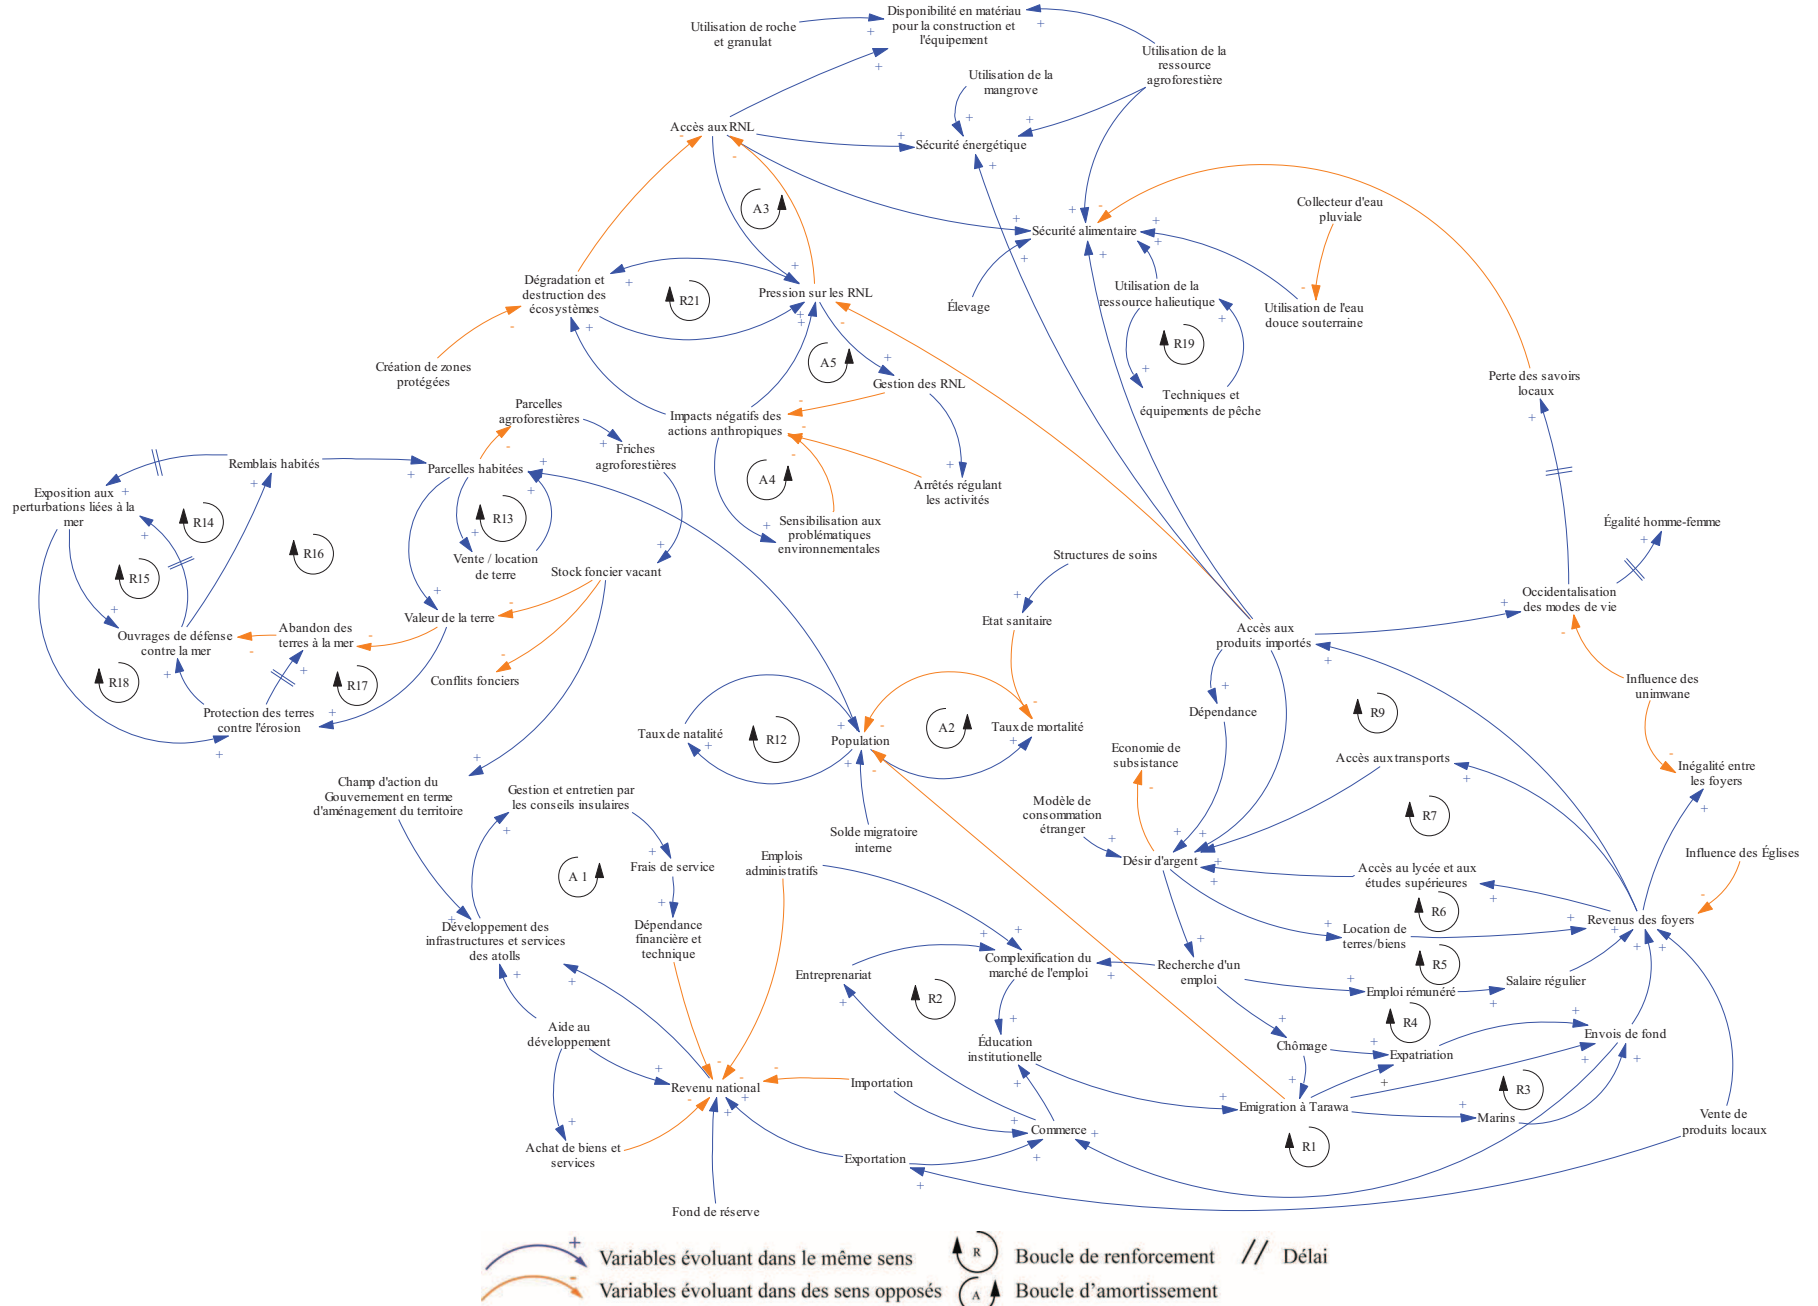 Utilisation de roche
et granulat
Disponibilité en matériau
pour la construction et
l'équipement
Utilisation de la
ressource
agroforestière
Utilisation de la
mangrove
Accès aux RNL
Sécurité énergétique
A3
Collecteur d'eau
pluviale
Sécurité alimentaire
Dégradation et
destruction des
écosystèmes
R21
Pression sur les RNL
Élevage
Utilisation de la
ressource halieutique
Utilisation de l'eau
douce souterraine
R19
Création de zones
protégées
A5
Gestion des RNL
Techniques et
équipements de pêche
Perte des savoirs
locaux
Parcelles
agroforestières
Impacts négatifs des
actions anthropiques
Friches
agroforestières
Remblais habités
Parcelles habitées
A4
Arrêtés régulant
les activités
Exposition aux
perturbations liées à la
mer
R14
R13
R16
Sensibilisation aux
problématiques
environnementales
Égalité homme-femme
R15
Vente / location
de terre
Stock foncier vacant
Structures de soins
Occidentalisation
des modes de vie
Valeur de la terre
Etat sanitaire
Ouvrages de défense
contre la mer
Abandon des
terres à la mer
Accès aux
produits importés
R18
R17
Conflits fonciers
Influence des
unimwane
Protection des terres
contre l'érosion
Dépendance
R9
Taux de natalité
R12
Population
A2
Taux de mortalité
Economie de
subsistance
Accès aux transports
Inégalité entre
les foyers
Champ d'action du
Gouvernement en terme
d'aménagement du territoire
Gestion et entretien par
les conseils insulaires
Modèle de
consommation
étranger
R7
Solde migratoire
interne
Emplois
administratifs
Frais de service
A 1
Désir d'argent
Accès au lycée et aux
études supérieures
Influence des Églises
R6
Revenus des foyers
Développement des
infrastructures et services
des atolls
Dépendance
financière et
technique
Location de
terres/biens
R5
Entreprenariat
Complexification du
marché de l'emploi
Recherche d'un
emploi
Emploi rémunéré
Salaire régulier
R2
R4
Aide au
développement
Éducation
institutionelle
Chômage
Expatriation
Envois de fond
Revenu national
Importation
R3
Emigration à Tarawa
Marins
Commerce
Vente de
produits locaux
Achat de biens et
services
Exportation
R1
Fond de réserve
+ Variables évoluant dans le même sens
R Boucle de renforcement
// Délai
- Variables évoluant dans des sens opposés
A Boucle d'amortissement